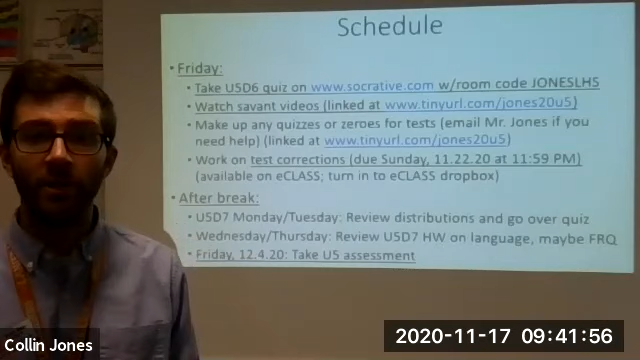 Schedule
• Friday:
• Take U5D6 quiz on www.socrative.com w/room code JONESLHS
• Watch savant videos (linked at www.tinyurl.com/jones20u5)
• Make up any quizzes or zeroes for tests (email Mr. Jones if you
need help) (linked at www.tinyurl.com/jones20u5)
• Work on test corrections (due Sunday, 11.22.20 at 11:59 PM)
(available on eCLASS; turn in to eCLASS dropbox)
• After break:
• U5D7 Monday/Tuesday: Review distributions and go over quiz
• Wednesday/Thursday: Review U5D7 HW on language, maybe FRQ
• Friday, 12.4.20: Take U5 assessment
Collin Jones
2020-11-17 09:41:56